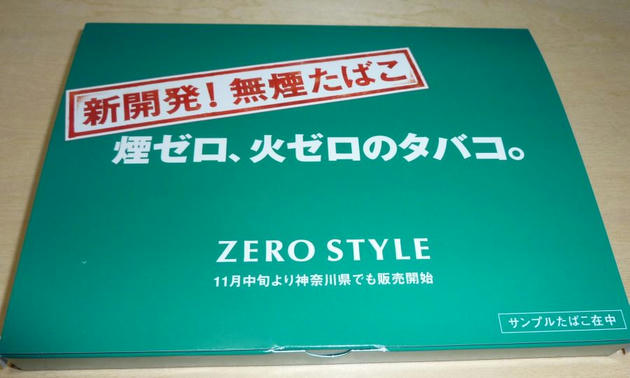 新開発！無煙たばこ
煙ゼロ、火ゼロのタバコ。
ZERO STYLE
11月中旬より神奈川県でも販売開始
サンプルたばこ在中